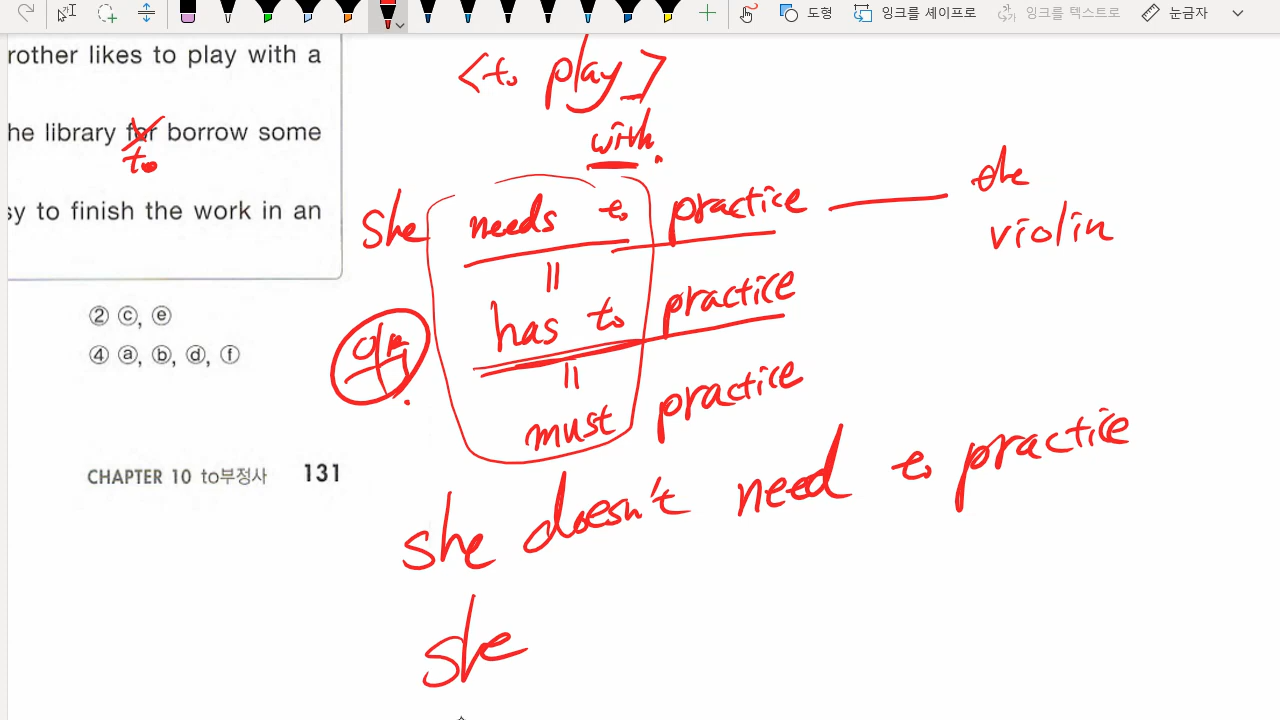 도형 잉크를 셰이프로 잉크를 텍스트로 눈금자
rother likes to play with a
he library for borrow some
to
sy to finish the work in an
② ⓒ, ⓔ
④ ⓐ, ⓑ, ⓓ, ⓕ
CHAPTER 10 to부정사 131
<to play>
with.
she needs to practice — the
violin
=
has to practice
=
must practice
she doesn't need to practice
she